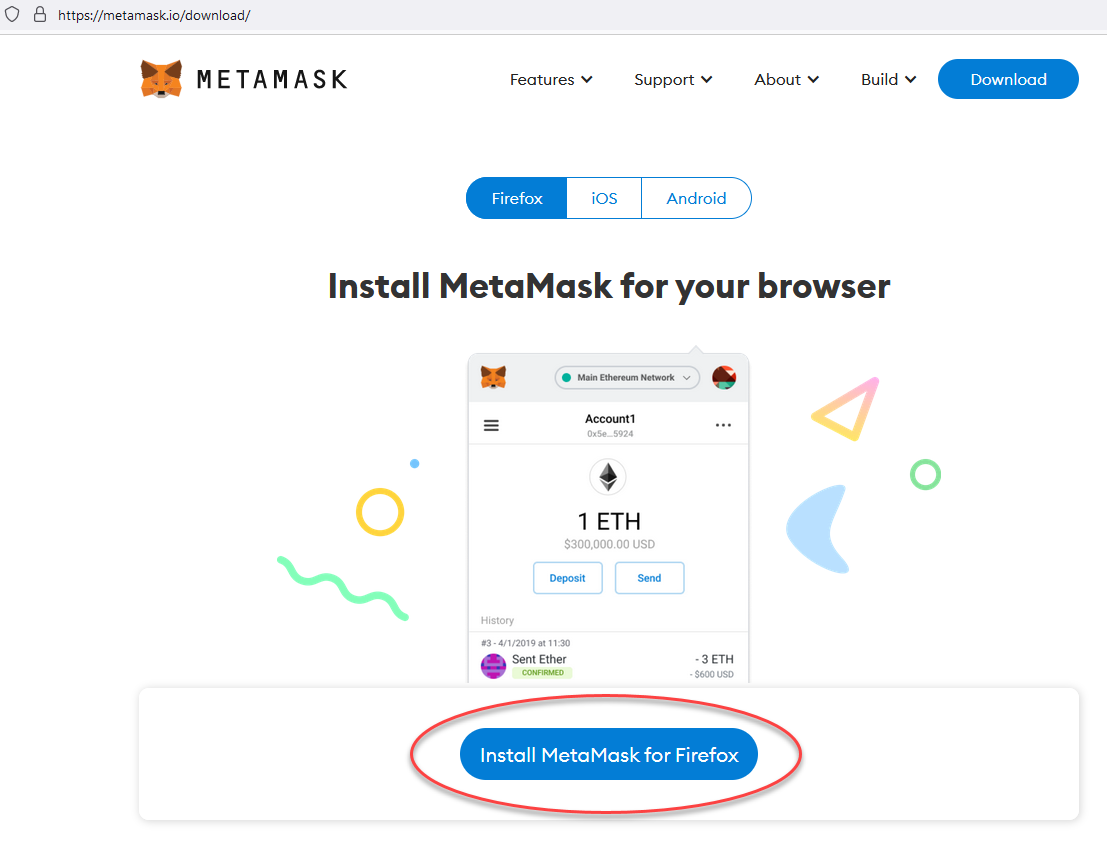 https://metamask.io/download/
METAMASK
Features
Support
About
Build
Download
Firefox
iOS
Android
Install MetaMask for your browser
Main Ethereum Network
Account1
0x5e...5924
1 ETH
$300,000.00 USD
Deposit
Send
History
#3 - 4/1/2019 at 11:30
Sent Ether
- 3 ETH
CONFIRMED
- $600 USD
Install MetaMask for Firefox